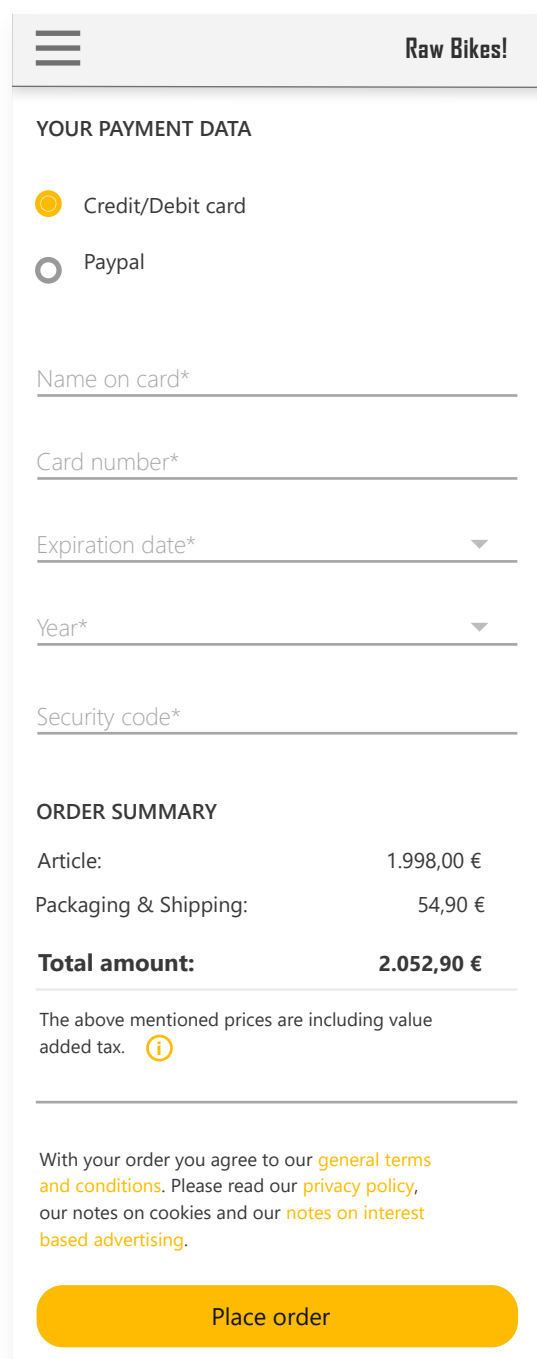 Raw Bikes!
YOUR PAYMENT DATA
Credit/Debit card
Paypal
Name on card*
Card number*
Expiration date*
Year*
Security code*
ORDER SUMMARY
Article: 1.998,00 €
Packaging & Shipping: 54,90 €
Total amount: 2.052,90 €
The above mentioned prices are including value
added tax. i
With your order you agree to our general terms
and conditions. Please read our privacy policy,
our notes on cookies and our notes on interest
based advertising.
Place order